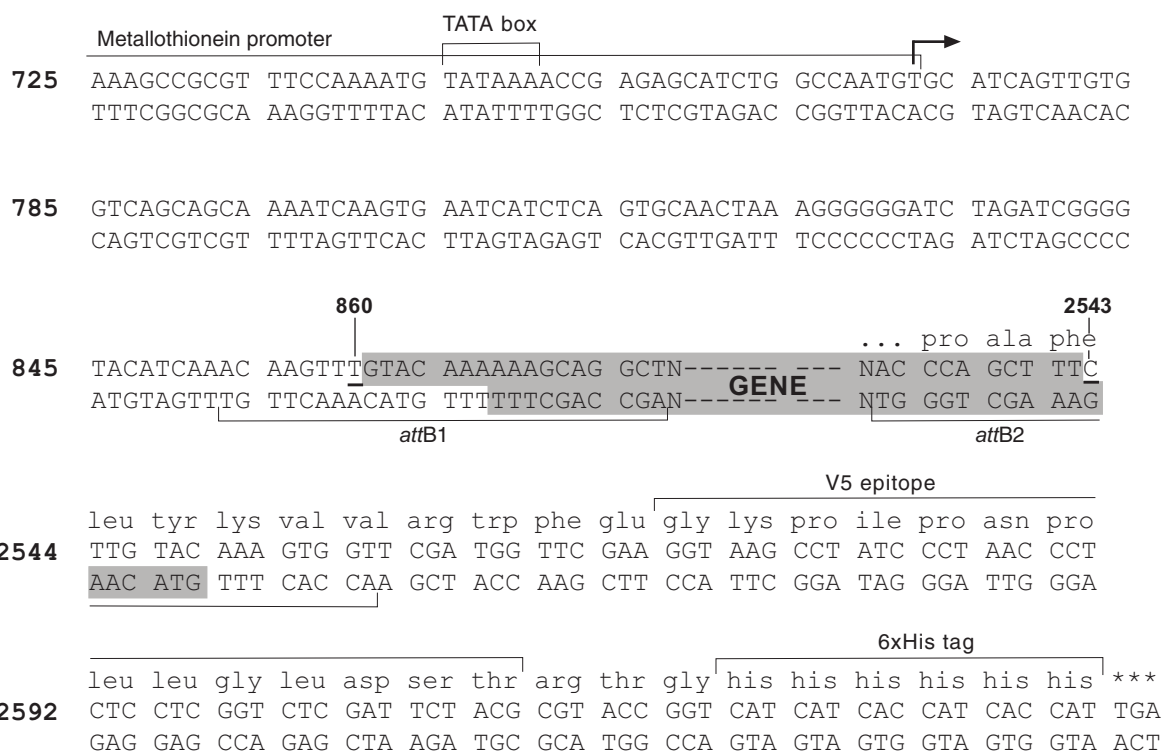 TATA box
Metallothionein promoter
725 AAAGCCGCGT TTCCAAAATG TATAAAACCG AGAGCATCTG GCCAATGTGC ATCAGTTGTG
TTTCGGCGCA AAGGTTTTAC ATATTTTGGC TCTCGTAGAC CGGTTACACG TAGTCAACAC
785 GTCAGCAGCA AAATCAAGTG AATCATCTCA GTGCAACTAA AGGGGGGATC TAGATCGGGG
CAGTCGTCGT TTTAGTTCAC TTAGTAGAGT CACGTTGATT TCCCCCCTAG ATCTAGCCCC
860 2543
... pro ala phe
845 TACATCAAAC AAGTTTGTAC AAAAAAGCAG GCTN------ --- NAC CCA GCT TTC
GENE
ATGTAGTTTG TTCAAACATG TTTTTTCGAC CGAN------ --- NTG GGT CGA AAG
attB1 attB2
V5 epitope
leu tyr lys val val arg trp phe glu gly lys pro ile pro asn pro
2544 TTG TAC AAA GTG GTT CGA TGG TTC GAA GGT AAG CCT ATC CCT AAC CCT
AAC ATG TTT CAC CAA GCT ACC AAG CTT CCA TTC GGA TAG GGA TTG GGA
6xHis tag
leu leu gly leu asp ser thr arg thr gly his his his his his his ***
2592 CTC CTC GGT CTC GAT TCT ACG CGT ACC GGT CAT CAT CAC CAT CAC CAT TGA
GAG GAG CCA GAG CTA AGA TGC GCA TGG CCA GTA GTA GTG GTA GTG GTA ACT